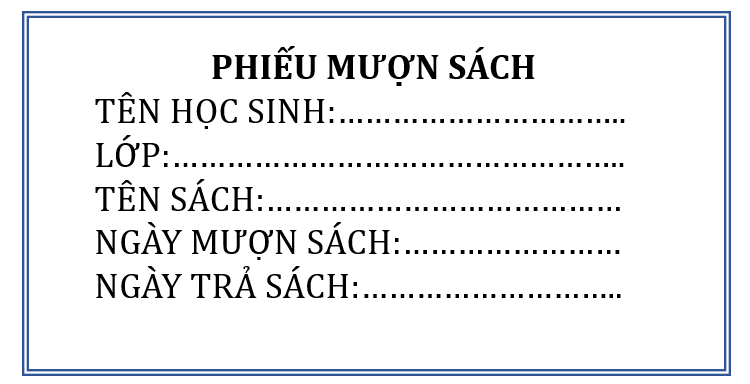 PHIẾU MƯỢN SÁCH
TÊN HỌC SINH:…………………………..
LỚP:………………………………………..
TÊN SÁCH:…………………………………
NGÀY MƯỢN SÁCH:……………………
NGÀY TRẢ SÁCH:………………………..